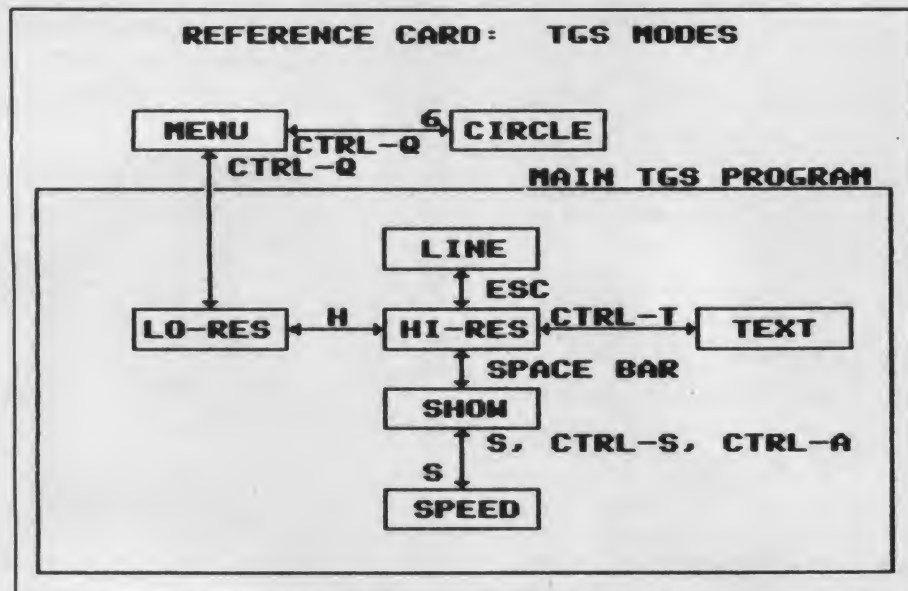 REFERENCE CARD: TGS MODES
6
MENU
CIRCLE
CTRL-Q
CTRL-Q
MAIN TGS PROGRAM
LINE
ESC
LO-RES
H
HI-RES
CTRL-T
TEXT
SPACE BAR
SHOW
S, CTRL-S, CTRL-A
S
SPEED